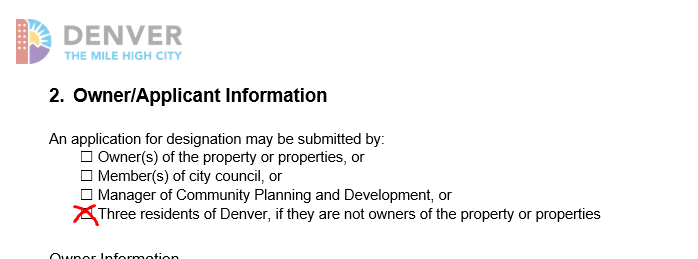 DENVER
THE MILE HIGH CITY
2. Owner/Applicant Information
An application for designation may be submitted by:
☐ Owner(s) of the property or properties, or
☐ Member(s) of city council, or
☐ Manager of Community Planning and Development, or
☒ Three residents of Denver, if they are not owners of the property or properties
Owner Information